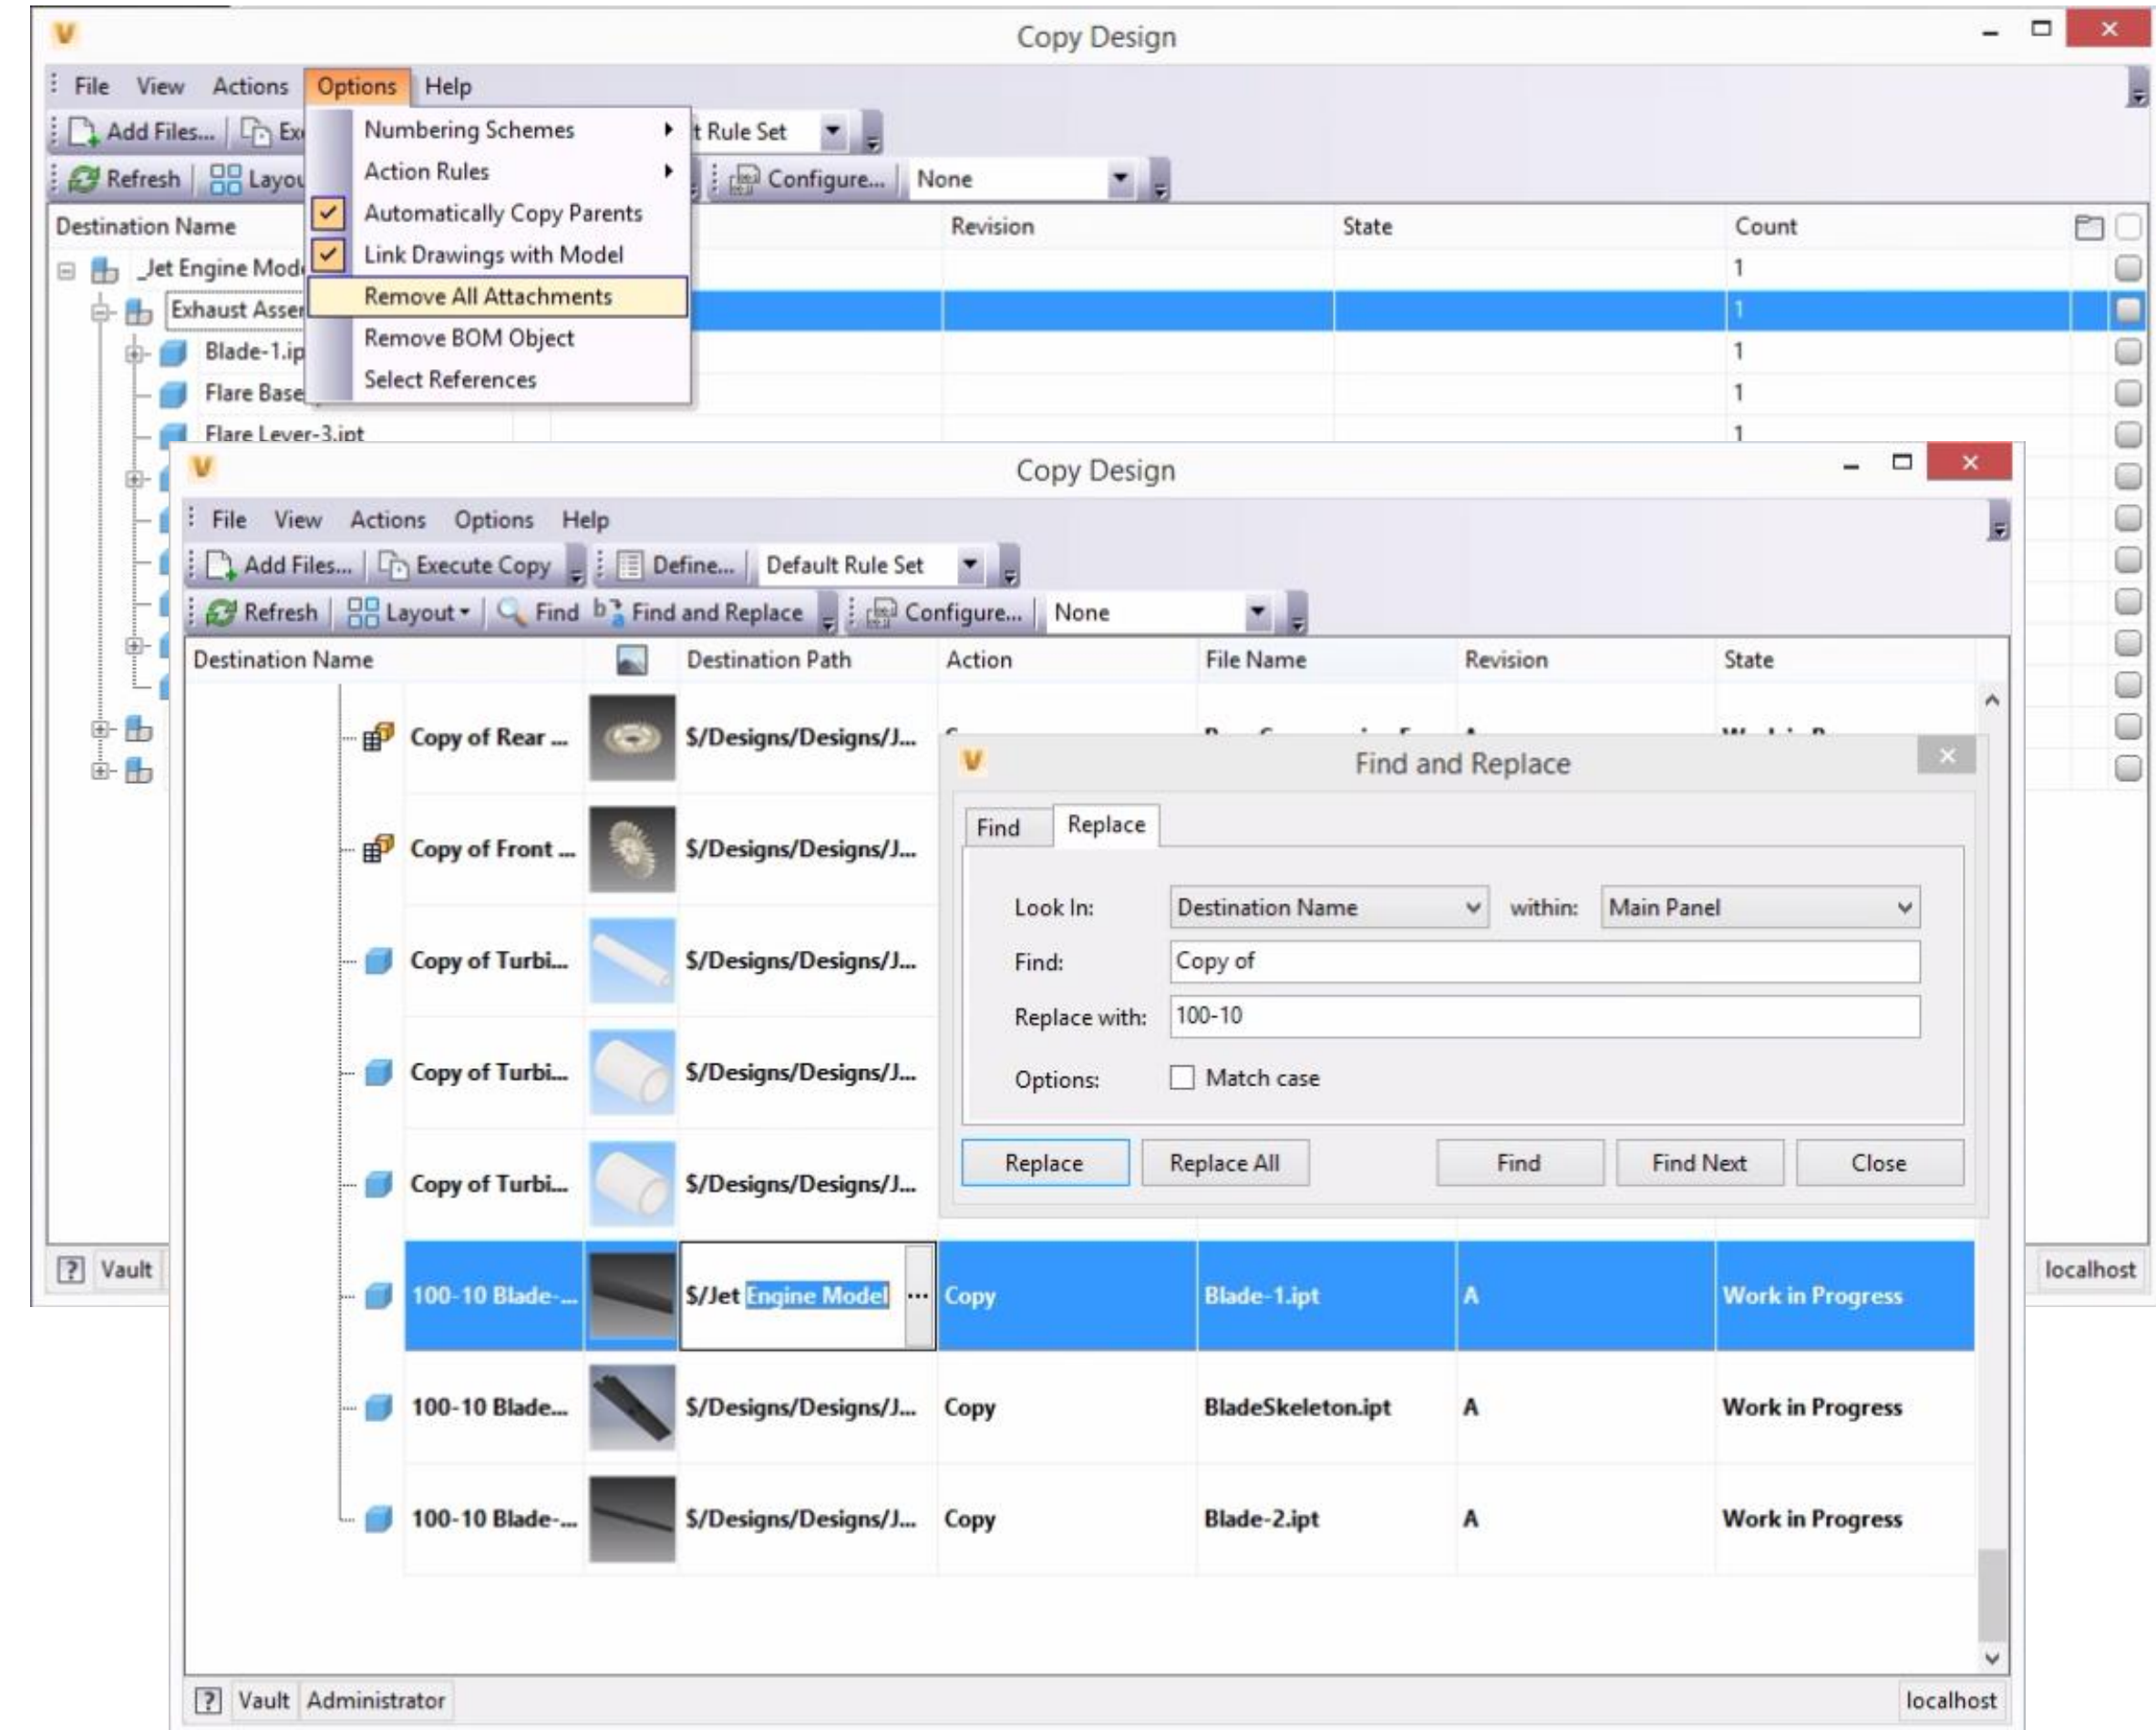 Copy Design
File View Actions Options Help
Add Files... t Rule Set
Refresh Configure... None
Numbering Schemes
Action Rules
Automatically Copy Parents
Link Drawings with Model
Remove All Attachments
Remove BOM Object
Select References
Destination Name Revision State Count
_Jet Engine 1
Exhaust 1
Blade-1.ip 1
Flare Base 1
Flare Lever-3.ipt 1
Vault localhost
Copy Design
File View Actions Options Help
Add Files... Execute Copy Define... Default Rule Set
Refresh Layout Find Find and Replace Configure... None
Destination Name Destination Path Action File Name Revision State
Copy of Rear ... $/Designs/Designs/J...
Copy of Front ... $/Designs/Designs/J...
Copy of Turbi... $/Designs/Designs/J...
Copy of Turbi... $/Designs/Designs/J...
Copy of Turbi... $/Designs/Designs/J...
100-10 Blade-... $/Jet Engine Model ... Copy Blade-1.ipt A Work in Progress
100-10 Blade... $/Designs/Designs/J... Copy BladeSkeleton.ipt A Work in Progress
100-10 Blade-... $/Designs/Designs/J... Copy Blade-2.ipt A Work in Progress
Vault Administrator localhost
Find and Replace
Find Replace
Look In: Destination Name within: Main Panel
Find: Copy of
Replace with: 100-10
Options: Match case
Replace Replace All Find Find Next Close